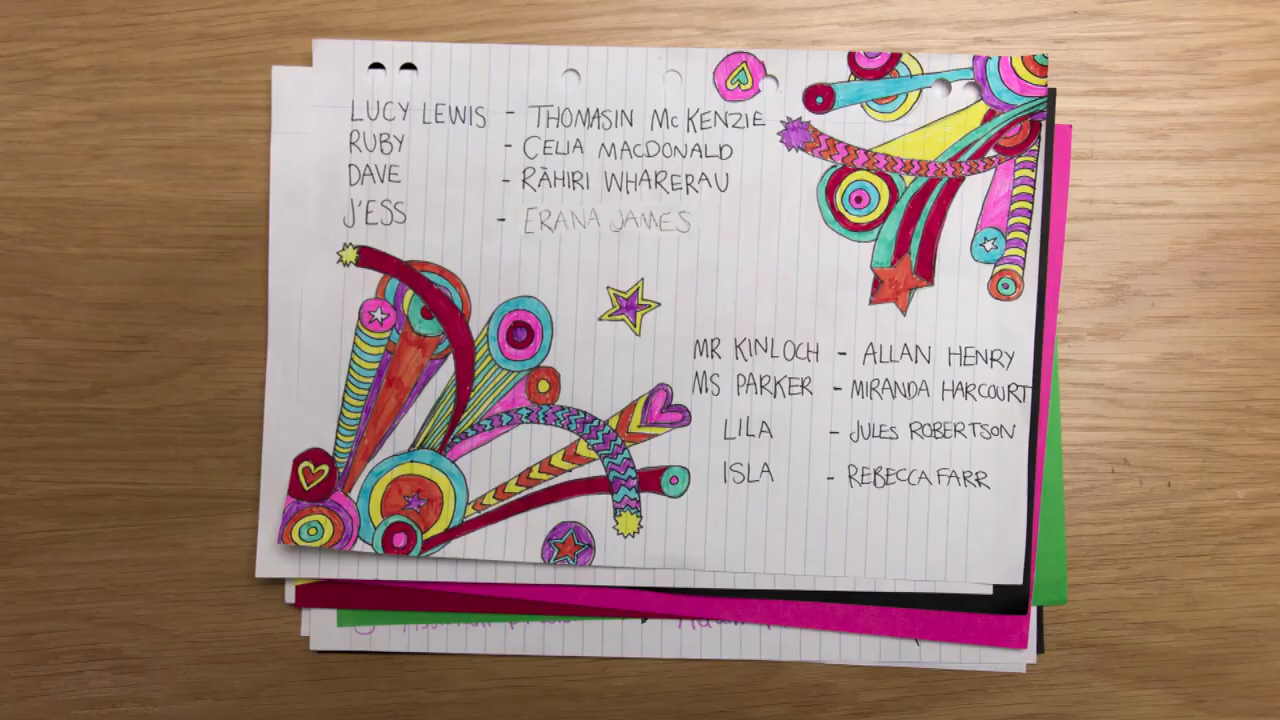 LUCY LEWIS - THOMASIN McKENZIE
RUBY - CELIA MACDONALD
DAVE - RĀHIRI WHARERAU
J'ESS - ERANA JAMES
MR KINLOCH - ALLAN HENRY
MS PARKER - MIRANDA HARCOURT
LILA - JULES ROBERTSON
ISLA - REBECCA FARR